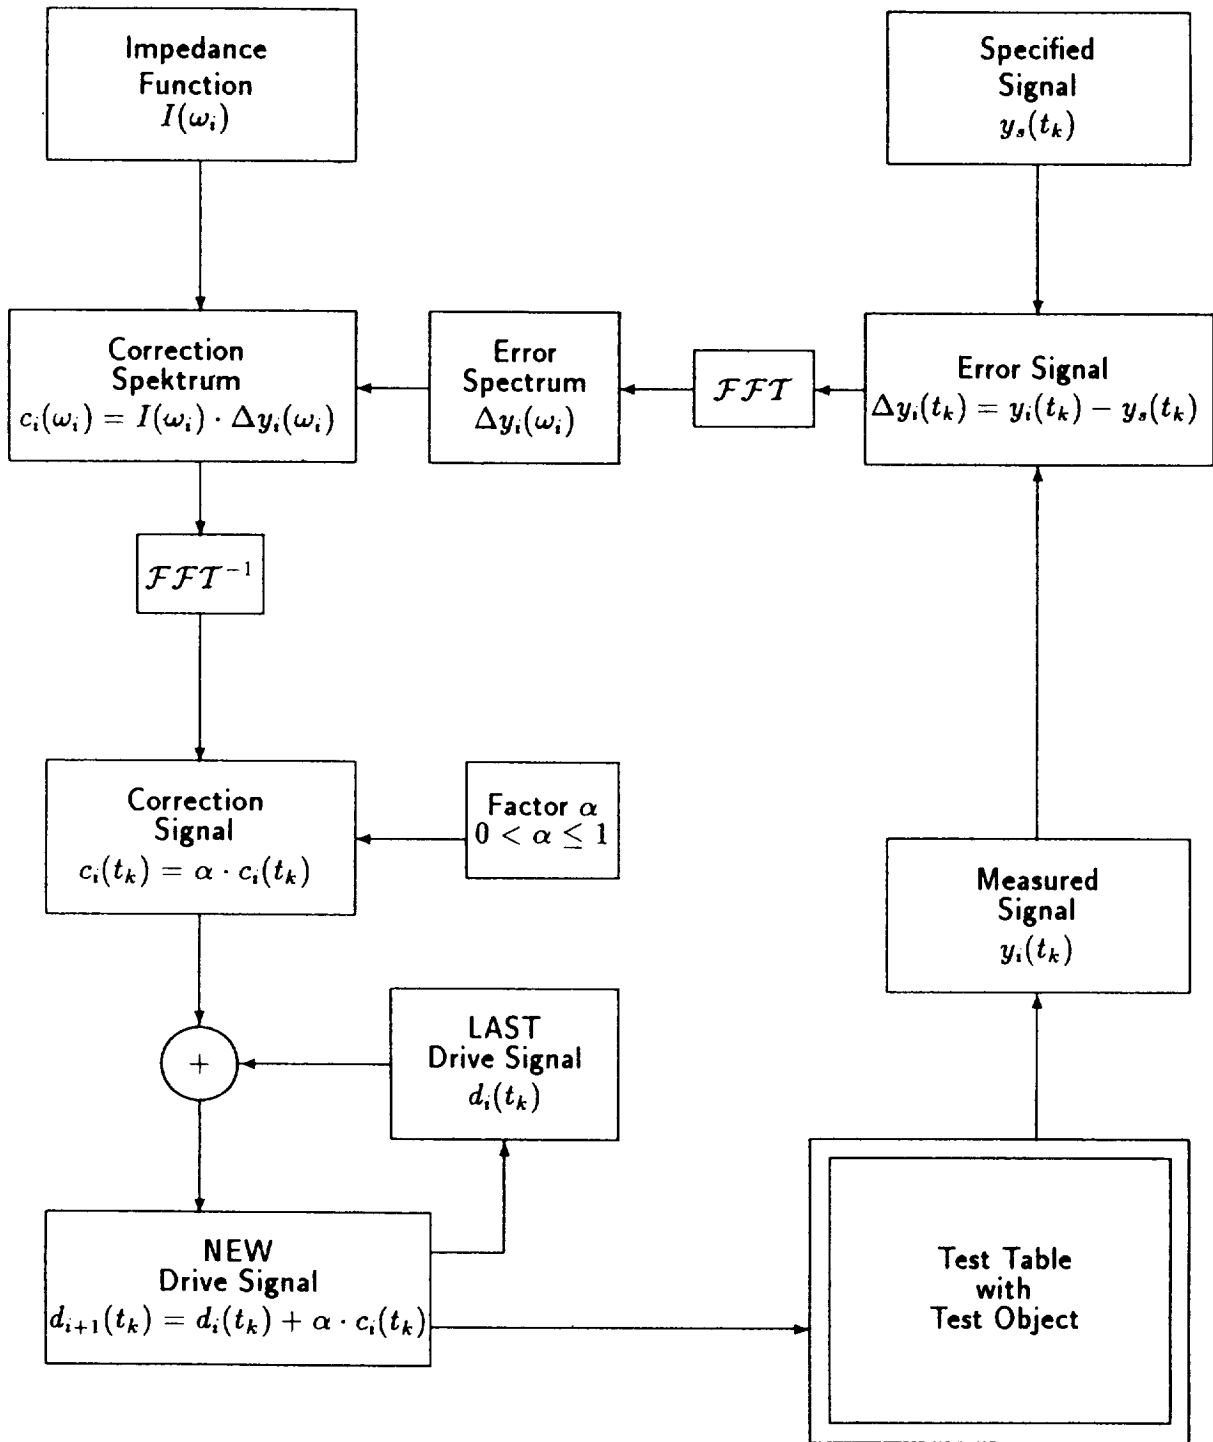 Impedance
Function
I(ωᵢ)
Specified
Signal
yₛ(tₖ)
Correction
Spektrum
cᵢ(ωᵢ) = I(ωᵢ) · Δyᵢ(ωᵢ)
Error
Spectrum
Δyᵢ(ωᵢ)
FFT
Error Signal
Δyᵢ(tₖ) = yᵢ(tₖ) − yₛ(tₖ)
FFT⁻¹
Correction
Signal
cᵢ(tₖ) = α · cᵢ(tₖ)
Factor α
0 < α ≤ 1
Measured
Signal
yᵢ(tₖ)
+
LAST
Drive Signal
dᵢ(tₖ)
NEW
Drive Signal
dᵢ₊₁(tₖ) = dᵢ(tₖ) + α · cᵢ(tₖ)
Test Table
with
Test Object